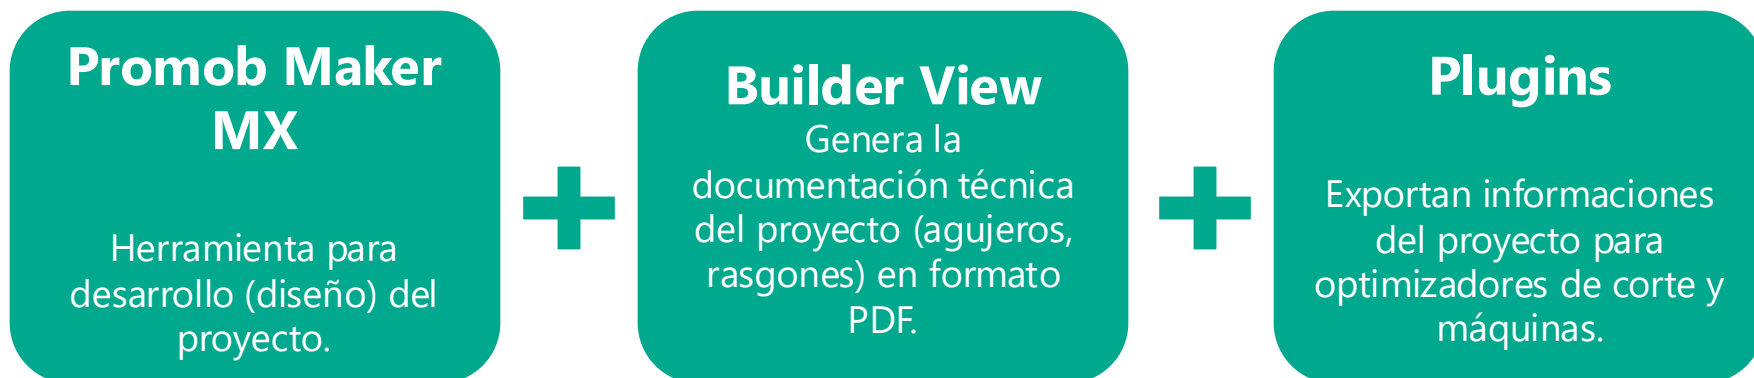 Promob Maker
MX
Herramienta para
desarrollo (diseño) del
proyecto.
Builder View
Genera la
documentación técnica
del proyecto (agujeros,
rasgones) en formato
PDF.
Plugins
Exportan informaciones
del proyecto para
optimizadores de corte y
máquinas.